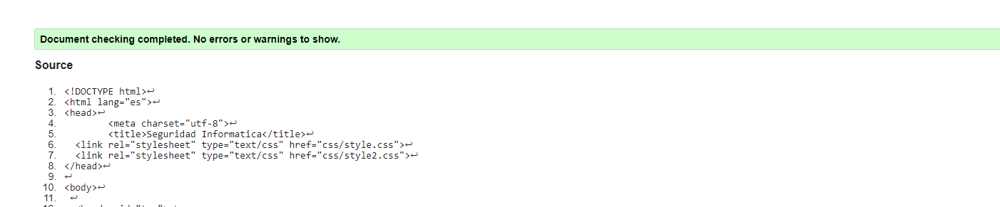 Document checking completed. No errors or warnings to show.
Source
1. <!DOCTYPE html>↩
2. <html lang="es">↩
3. <head>↩
4. <meta charset="utf-8">↩
5. <title>Seguridad Informatica</title>↩
6. <link rel="stylesheet" type="text/css" href="css/style.css">↩
7. <link rel="stylesheet" type="text/css" href="css/style2.css">↩
8. </head>↩
9. ↩
10. <body>↩
11. ↩